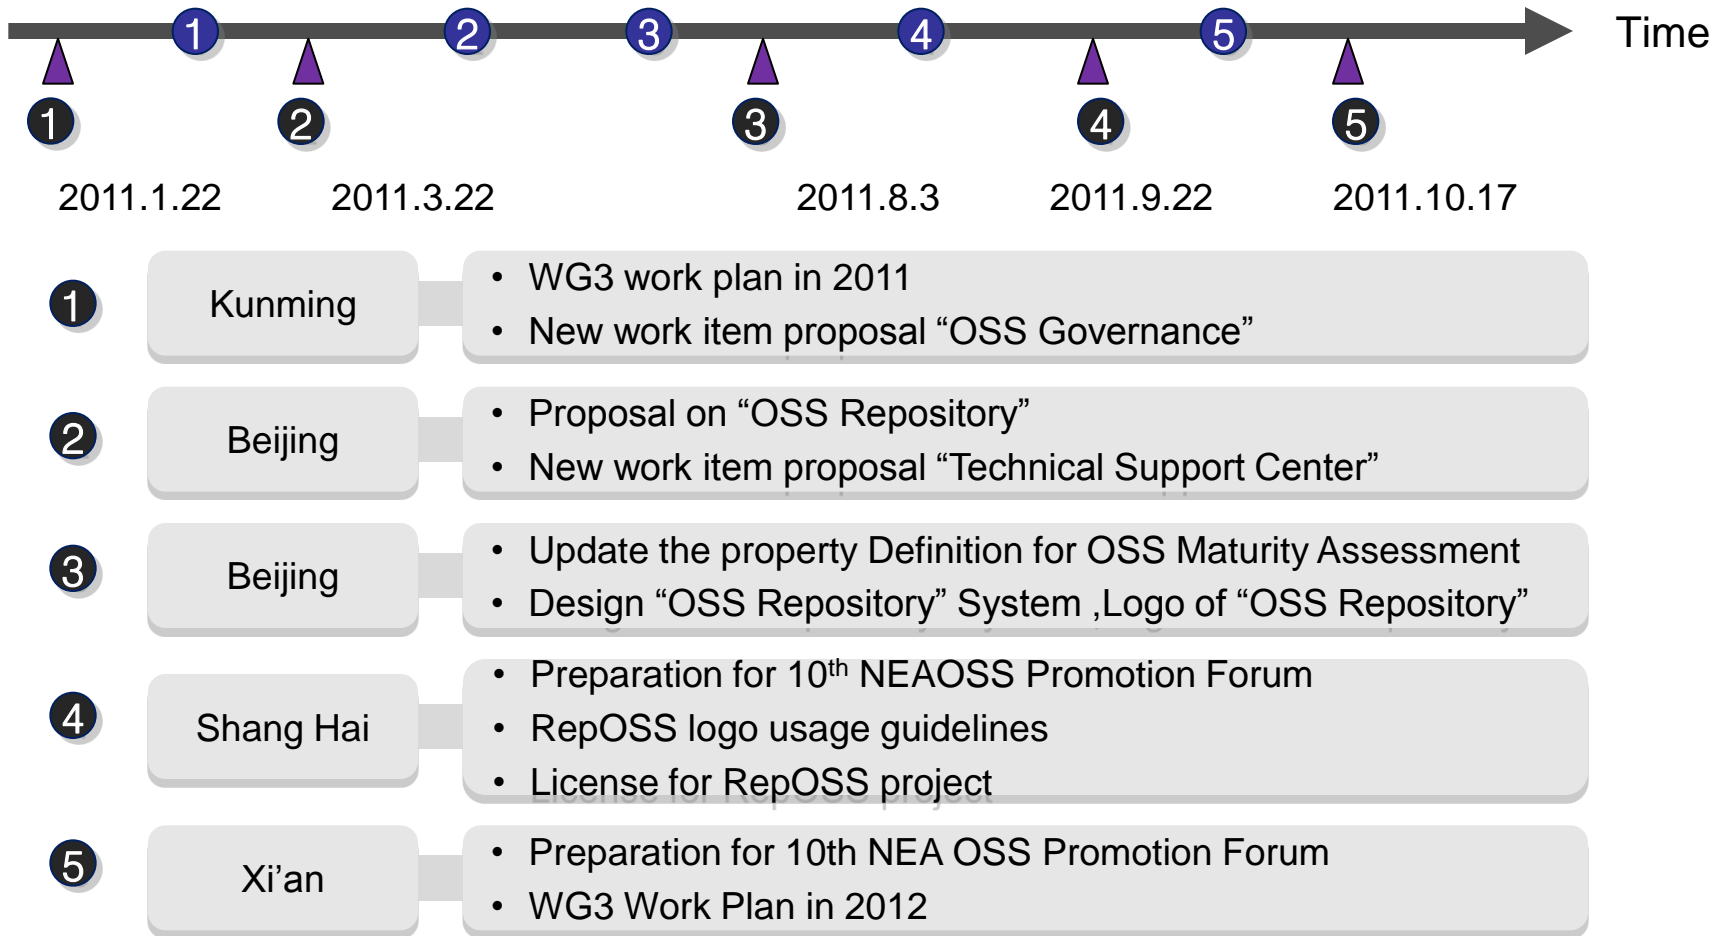 1 2 3 4 5 Time
1 2 3 4 5
2011.1.22 2011.3.22 2011.8.3 2011.9.22 2011.10.17
1 Kunming
• WG3 work plan in 2011
• New work item proposal “OSS Governance”
2 Beijing
• Proposal on “OSS Repository”
• New work item proposal “Technical Support Center”
3 Beijing
• Update the property Definition for OSS Maturity Assessment
• Design “OSS Repository” System ,Logo of “OSS Repository”
4 Shang Hai
• Preparation for 10th NEAOSS Promotion Forum
• RepOSS logo usage guidelines
• License for RepOSS project
5 Xi’an
• Preparation for 10th NEA OSS Promotion Forum
• WG3 Work Plan in 2012